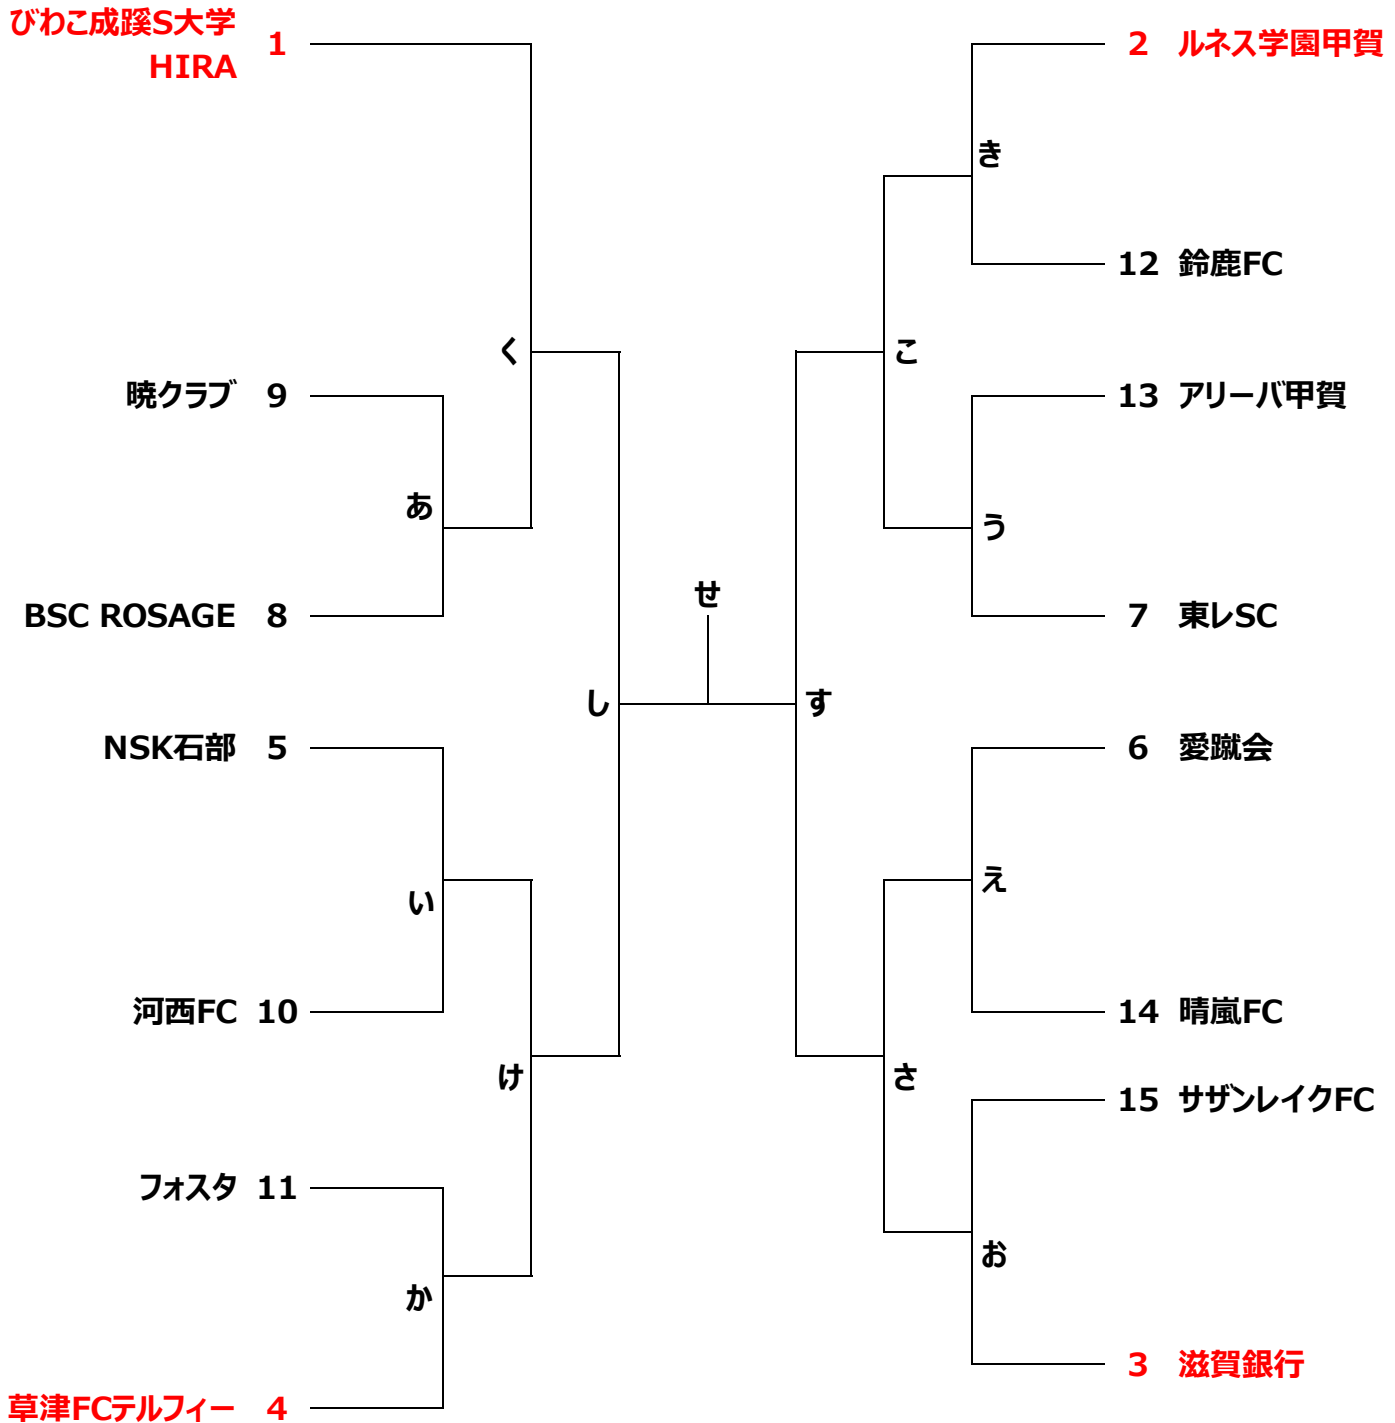 びわこ成蹊S大学
HIRA
1
2 ルネス学園甲賀
き
12 鈴鹿FC
く
こ
暁クラブ 9
13 アリーバ甲賀
あ
う
せ
BSC ROSAGE 8
7 東レSC
し
す
NSK石部 5
6 愛蹴会
い
え
河西FC 10
14 晴嵐FC
け
さ
15 サザンレイクFC
フォスタ 11
お
か
3 滋賀銀行
草津FCテルフィー 4